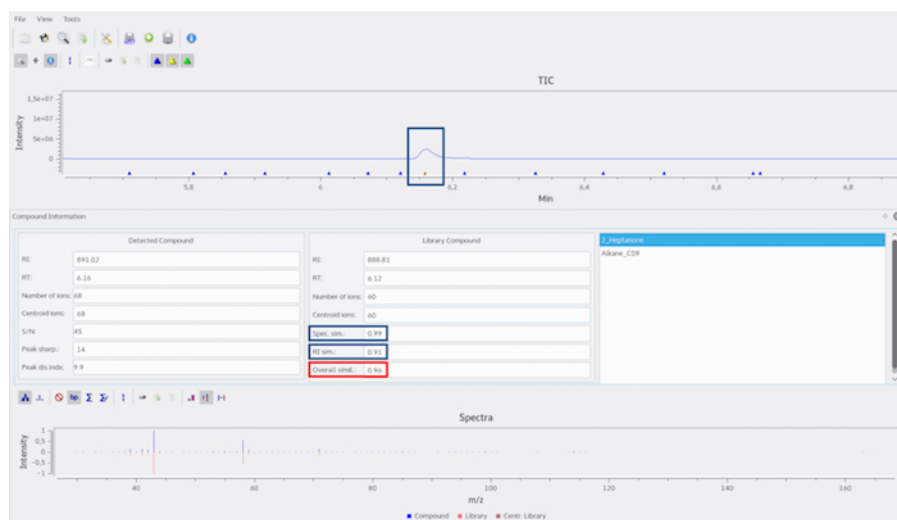 File View Tools
TIC
Intensity
1,5e+07
1e+07
5e+06
0
5,8 6 6,2 6,4 6,6 6,8
Min
Compound Information
Detected Compound
RI: 891.02
RT: 6.16
Number of ions: 68
Centroid ions: 68
S/N: 45
Peak sharp.: 14
Peak dis.indx: 9.9
Library Compound
RI: 888.81
RT: 6.12
Number of ions: 60
Centroid ions: 60
Spec. sim.: 0.99
RI sim.: 0.91
Overall simil.: 0.96
2_Heptanone
Alkane_C09
bp Σ Σ
Spectra
Intensity
1
0,5
0
-0,5
-1
40 60 80 100 120 140 160
m/z
Compound Library Centr. Library